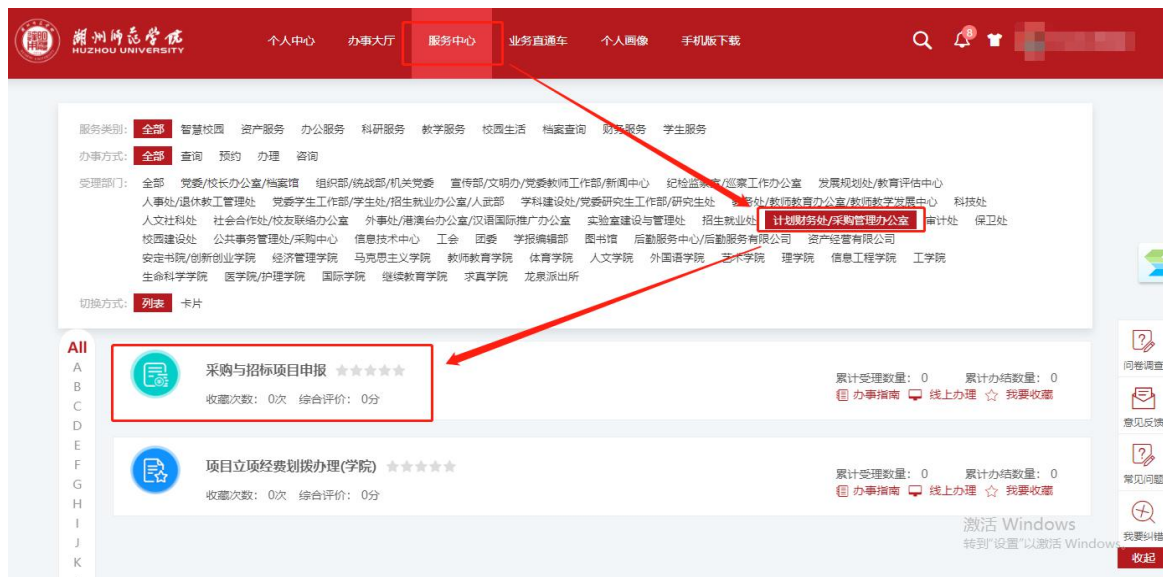 湖州师范学院
HUZHOU UNIVERSITY
个人中心 办事大厅 服务中心 业务直通车 个人画像 手机版下载
8
服务类别: 全部 智慧校园 资产服务 办公服务 科研服务 教学服务 校园生活 档案查询 财务服务 学生服务
办事方式: 全部 查询 预约 办理 咨询
受理部门: 全部 党委/校长办公室/档案馆 组织部/统战部/机关党委 宣传部/文明办/党委教师工作部/新闻中心 纪检监察室/巡察工作办公室 发展规划处/教育评估中心
人事处/退休教工管理处 党委学生工作部/学生处/招生就业办公室/人武部 学科建设处/党委研究生工作部/研究生处 教务处/教师教育办公室/教师教学发展中心 科技处
人文社科处 社会合作处/校友联络办公室 外事处/港澳台办公室/汉语国际推广办公室 实验室建设与管理处 招生就业处 计划财务处/采购管理办公室 审计处 保卫处
校园建设处 公共事务管理处/采购中心 信息技术中心 工会 团委 学报编辑部 图书馆 后勤服务中心/后勤服务有限公司 资产经营有限公司
安定书院/创新创业学院 经济管理学院 马克思主义学院 教师教育学院 体育学院 人文学院 外国语学院 艺术学院 理学院 信息工程学院 工学院
生命科学学院 医学院/护理学院 国际学院 继续教育学院 求真学院 龙泉派出所
切换方式: 列表 卡片
All
A
B
C
D
E
F
G
H
I
J
K
采购与招标项目申报
收藏次数: 0次 综合评价: 0分
累计受理数量: 0 累计办结数量: 0
办事指南 线上办理 我要收藏
项目立项经费划拨办理(学院)
收藏次数: 0次 综合评价: 0分
累计受理数量: 0 累计办结数量: 0
办事指南 线上办理 我要收藏
问卷调查
意见反馈
常见问题
我要纠错
收起
激活 Windows
转到"设置"以激活 Windows